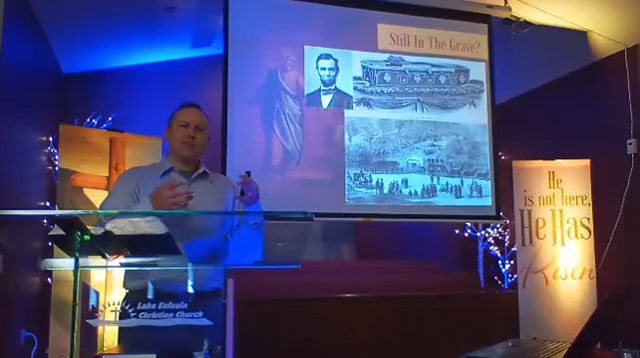 Still In The Grave?
He
is not here,
He Has
Risen
Lake Eufaula
Christian Church